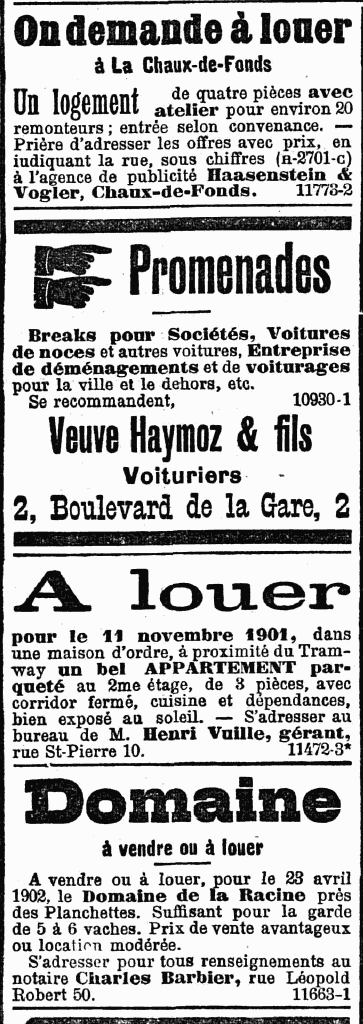 On demande à louer
à La Chaux-de-Fonds
Un logement de quatre pièces avec
atelier pour environ 20
remonteurs ; entrée selon convenance. —
Prière d'adresser les offres avec prix, en
indiquant la rue, sous chiffres (H-2701-C)
à l'agence de publicité Haasenstein &
Vogler, Chaux-de-Fonds. 11773-2
Promenades
Breaks pour Sociétés, Voitures
de noces et autres voitures, Entreprise
de déménagements et de voiturages
pour la ville et le dehors, etc.
Se recommandent, 10930-1
Veuve Haymoz & fils
Voituriers
2, Boulevard de la Gare, 2
A louer
pour le 11 novembre 1901, dans
une maison d'ordre, à proximité du Tram-
way un bel APPARTEMENT par-
queté au 2me étage, de 3 pièces, avec
corridor fermé, cuisine et dépendances,
bien exposé au soleil. — S'adresser au
bureau de M. Henri Vuille, gérant,
rue St-Pierre 10. 11472-3*
Domaine
à vendre ou à louer
A vendre ou à louer, pour le 23 avril
1902, le Domaine de la Racine près
des Planchettes. Suffisant pour la garde
de 5 à 6 vaches. Prix de vente avantageux
ou location modérée.
S'adresser pour tous renseignements au
notaire Charles Barbier, rue Léopold
Robert 50. 11663-1